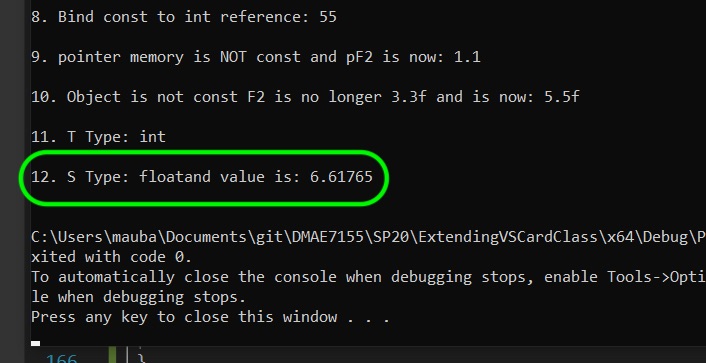 8. Bind const to int reference: 55
9. pointer memory is NOT const and pF2 is now: 1.1
10. Object is not const F2 is no longer 3.3f and is now: 5.5f
11. T Type: int
12. S Type: floatand value is: 6.61765
C:\Users\mauba\Documents\git\DMAE7155\SP20\ExtendingVSCardClass\x64\Debug\P
xited with code 0.
To automatically close the console when debugging stops, enable Tools->Opti
le when debugging stops.
Press any key to close this window . . .
166 }